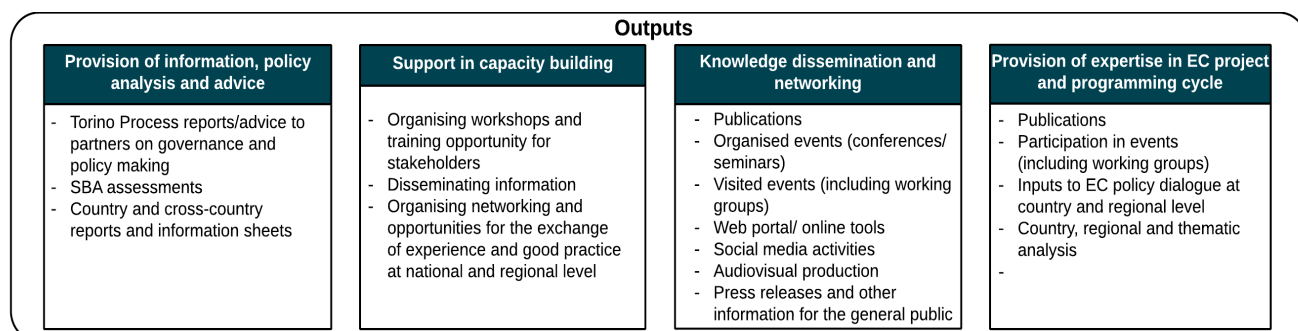 Outputs
Provision of information, policy
analysis and advice
- Torino Process reports/advice to
partners on governance and
policy making
- SBA assessments
- Country and cross-country
reports and information sheets
Support in capacity building
- Organising workshops and
training opportunity for
stakeholders
- Disseminating information
- Organising networking and
opportunities for the exchange
of experience and good practice
at national and regional level
Knowledge dissemination and
networking
- Publications
- Organised events (conferences/
seminars)
- Visited events (including working
groups)
- Web portal/ online tools
- Social media activities
- Audiovisual production
- Press releases and other
information for the general public
Provision of expertise in EC project
and programming cycle
- Publications
- Participation in events
(including working groups)
- Inputs to EC policy dialogue at
country and regional level
- Country, regional and thematic
analysis
-